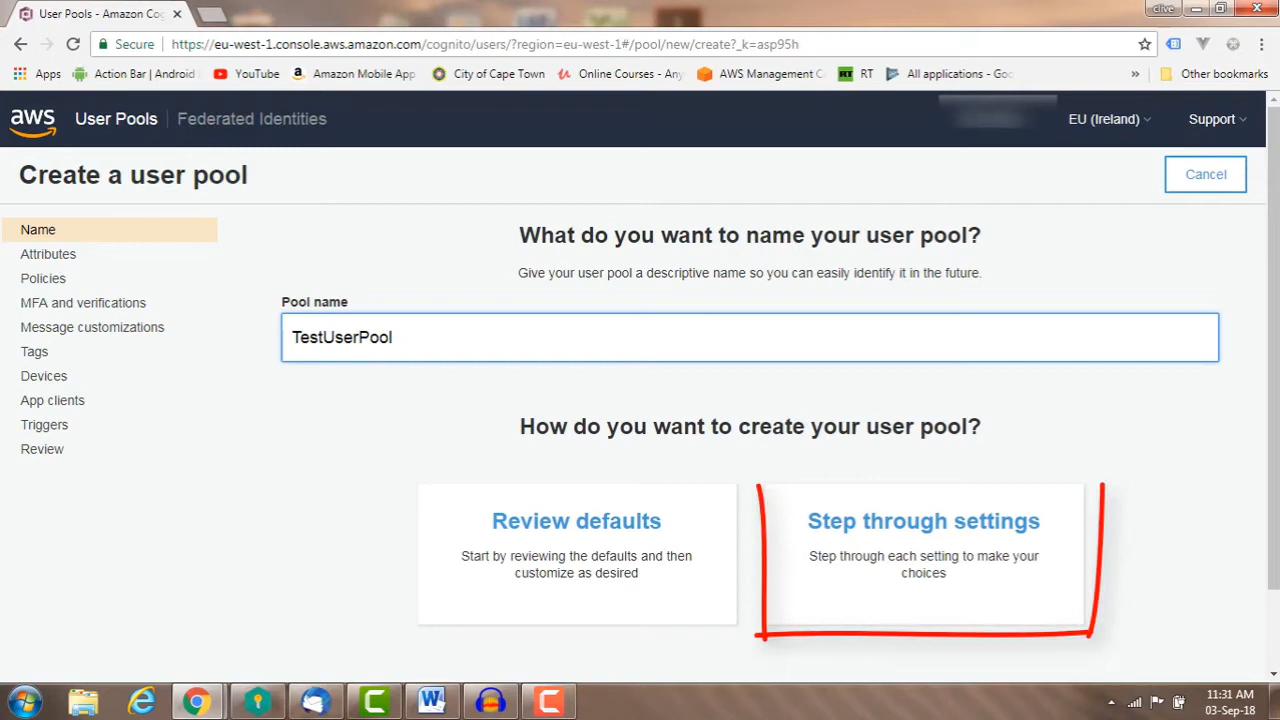 User Pools - Amazon Cog
clive
Secure
https://eu-west-1.console.aws.amazon.com/cognito/users/?region=eu-west-1#/pool/new/create?_k=asp95h
Apps
Action Bar | Android
YouTube
Amazon Mobile App
City of Cape Town
Online Courses - Any
AWS Management C
RT
All applications - Goo
»
Other bookmarks
aws
User Pools
Federated Identities
EU (Ireland)
Support
Create a user pool
Cancel
Name
Attributes
Policies
MFA and verifications
Message customizations
Tags
Devices
App clients
Triggers
Review
What do you want to name your user pool?
Give your user pool a descriptive name so you can easily identify it in the future.
Pool name
TestUserPool
How do you want to create your user pool?
Review defaults
Start by reviewing the defaults and then
customize as desired
Step through settings
Step through each setting to make your
choices
11:31 AM
03-Sep-18